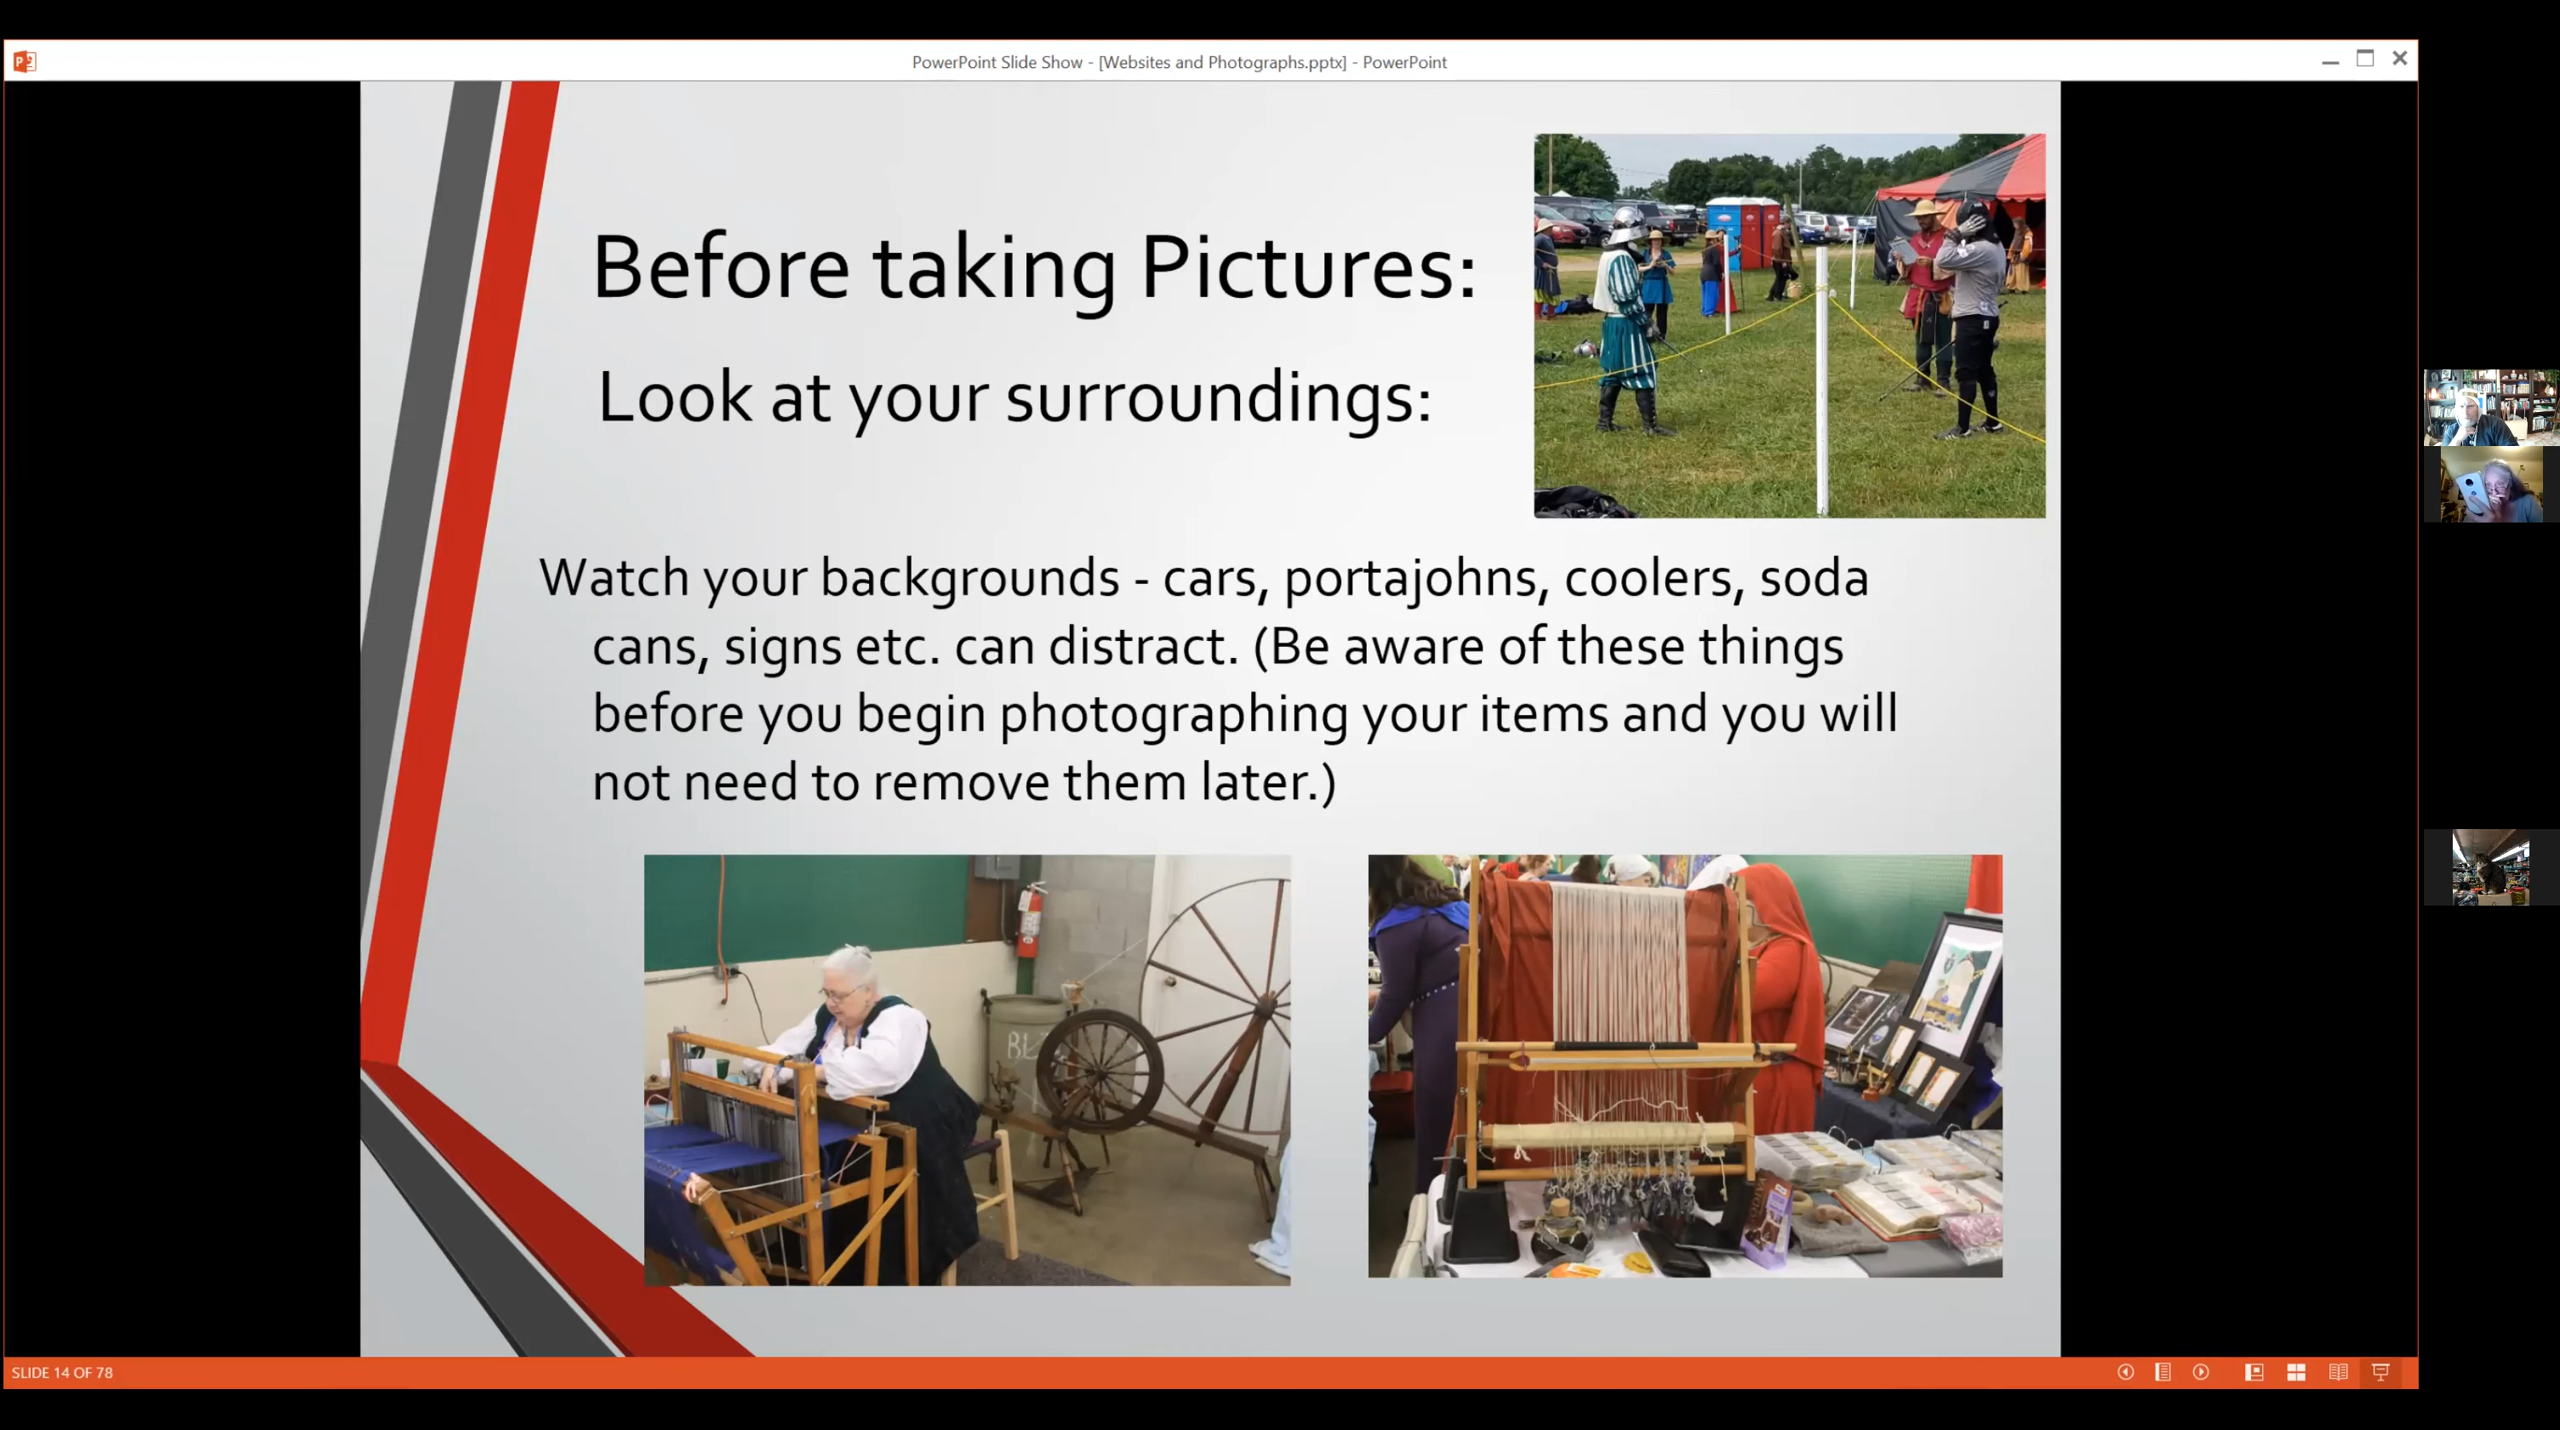 PowerPoint Slide Show - [Websites and Photographs.pptx] - PowerPoint
Before taking Pictures:
Look at your surroundings:
Watch your backgrounds - cars, portajohns, coolers, soda
cans, signs etc. can distract. (Be aware of these things
before you begin photographing your items and you will
not need to remove them later.)
SLIDE 14 OF 78